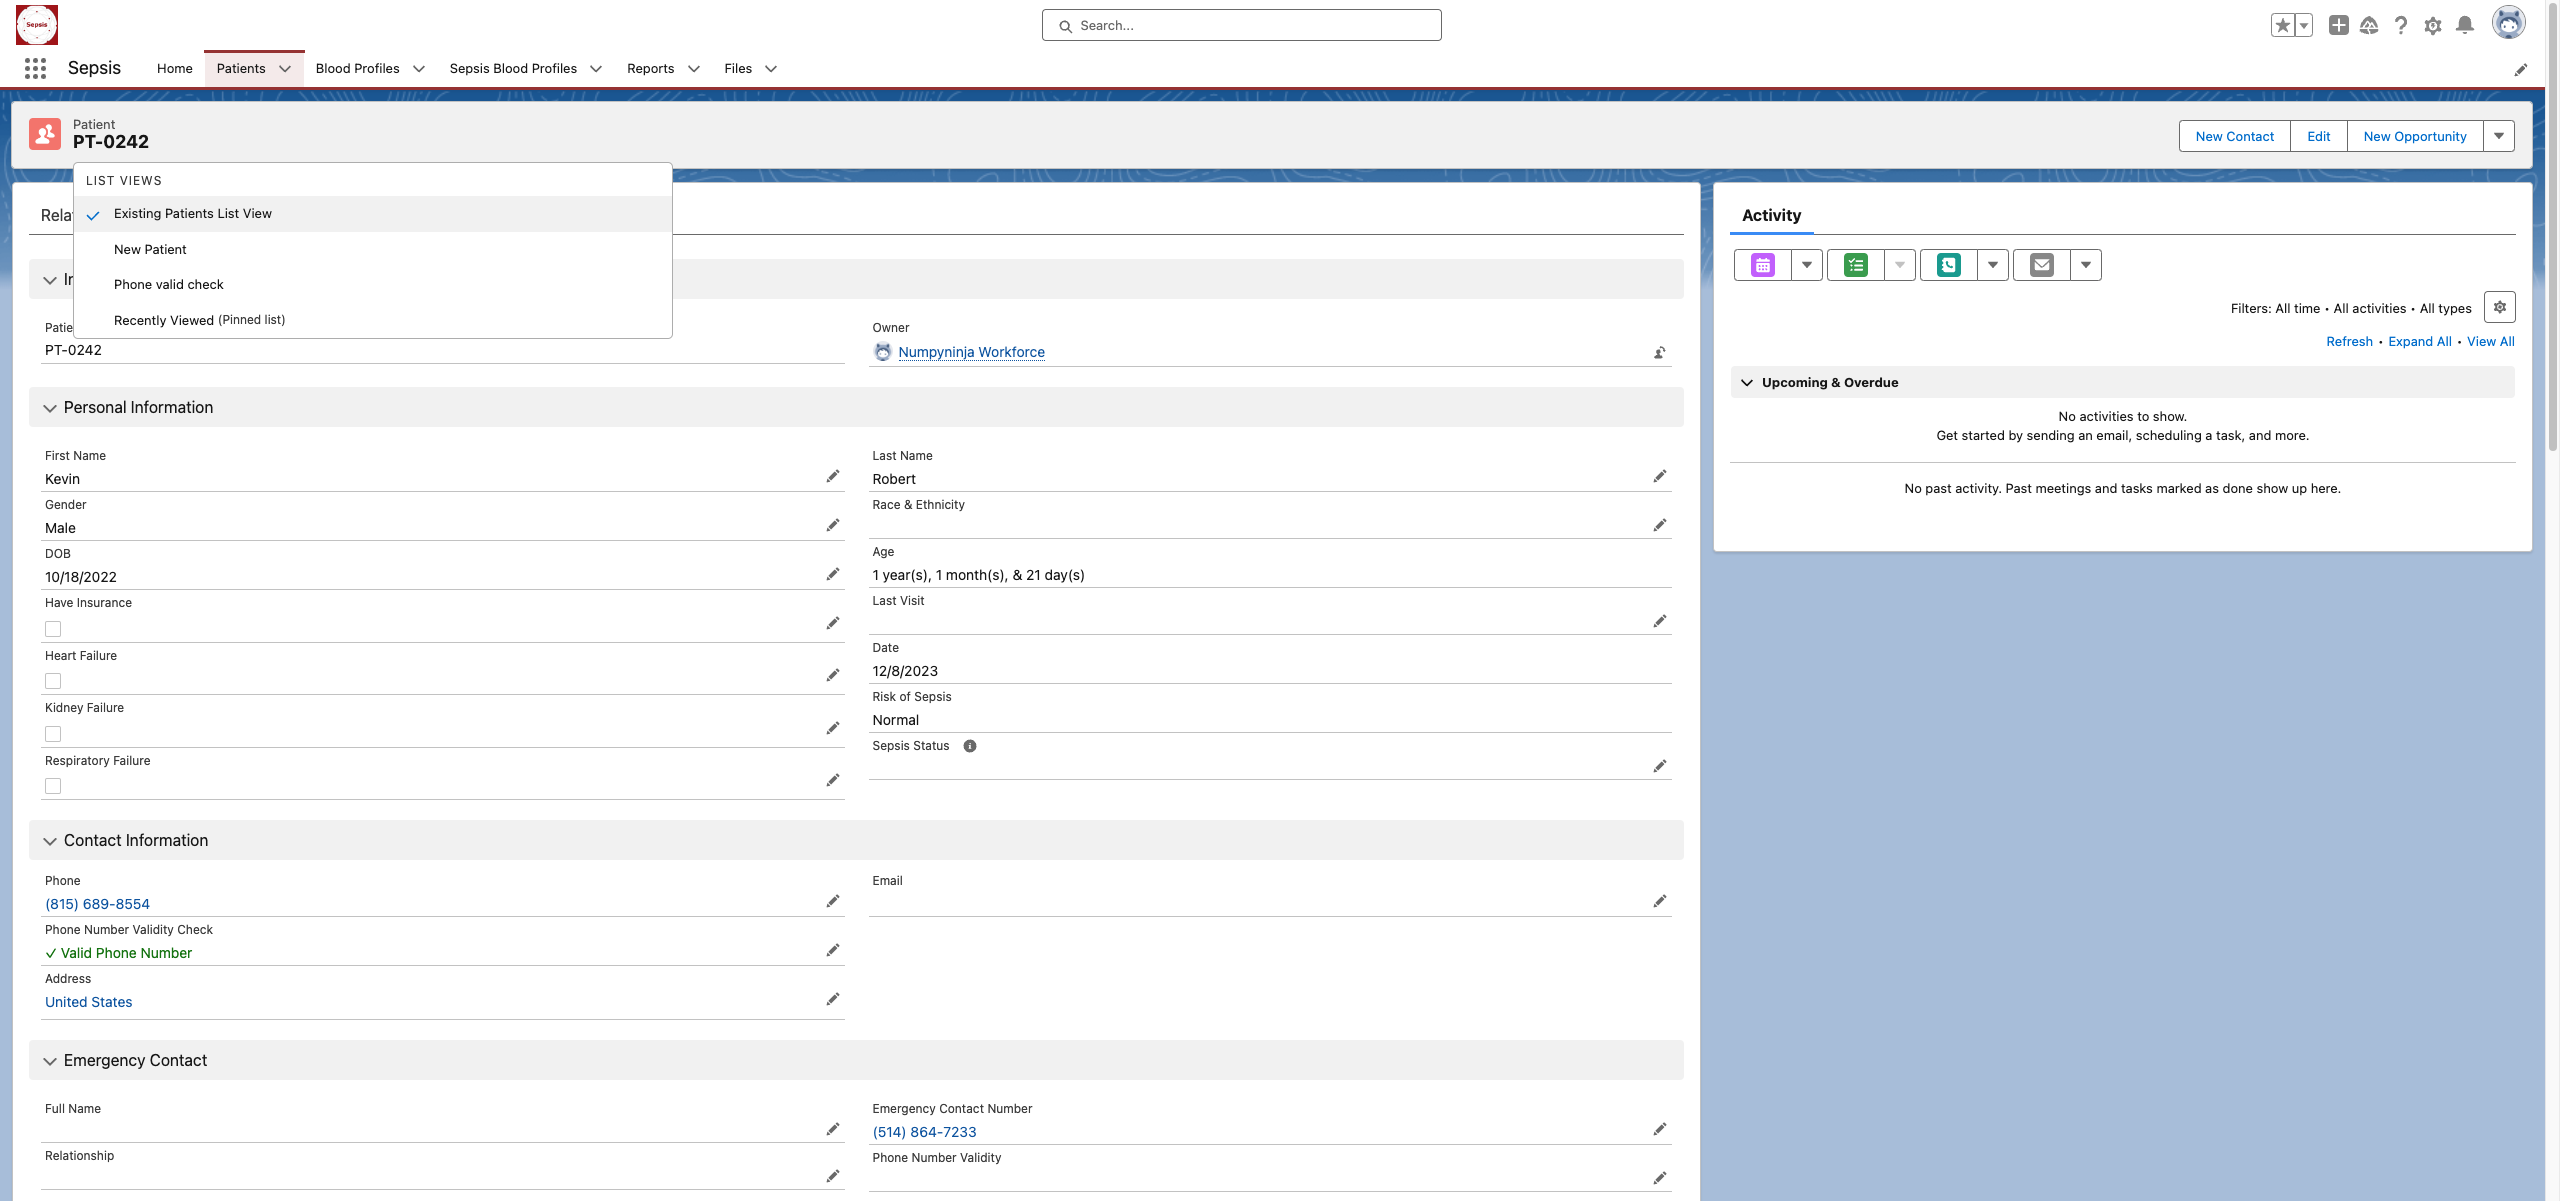 Sepsis
Search...
Sepsis
Home
Patients
Blood Profiles
Sepsis Blood Profiles
Reports
Files
Patient
PT-0242
New Contact
Edit
New Opportunity
LIST VIEWS
Existing Patients List View
New Patient
Phone valid check
Recently Viewed (Pinned list)
Rela
In
Patie
PT-0242
Owner
Numpyninja Workforce
Personal Information
First Name
Kevin
Last Name
Robert
Gender
Male
Race & Ethnicity
DOB
10/18/2022
Age
1 year(s), 1 month(s), & 21 day(s)
Have Insurance
Last Visit
Heart Failure
Date
12/8/2023
Kidney Failure
Risk of Sepsis
Normal
Respiratory Failure
Sepsis Status
Contact Information
Phone
(815) 689-8554
Email
Phone Number Validity Check
✓ Valid Phone Number
Address
United States
Emergency Contact
Full Name
Emergency Contact Number
(514) 864-7233
Relationship
Phone Number Validity
Activity
Filters: All time • All activities • All types
Refresh • Expand All • View All
Upcoming & Overdue
No activities to show.
Get started by sending an email, scheduling a task, and more.
No past activity. Past meetings and tasks marked as done show up here.